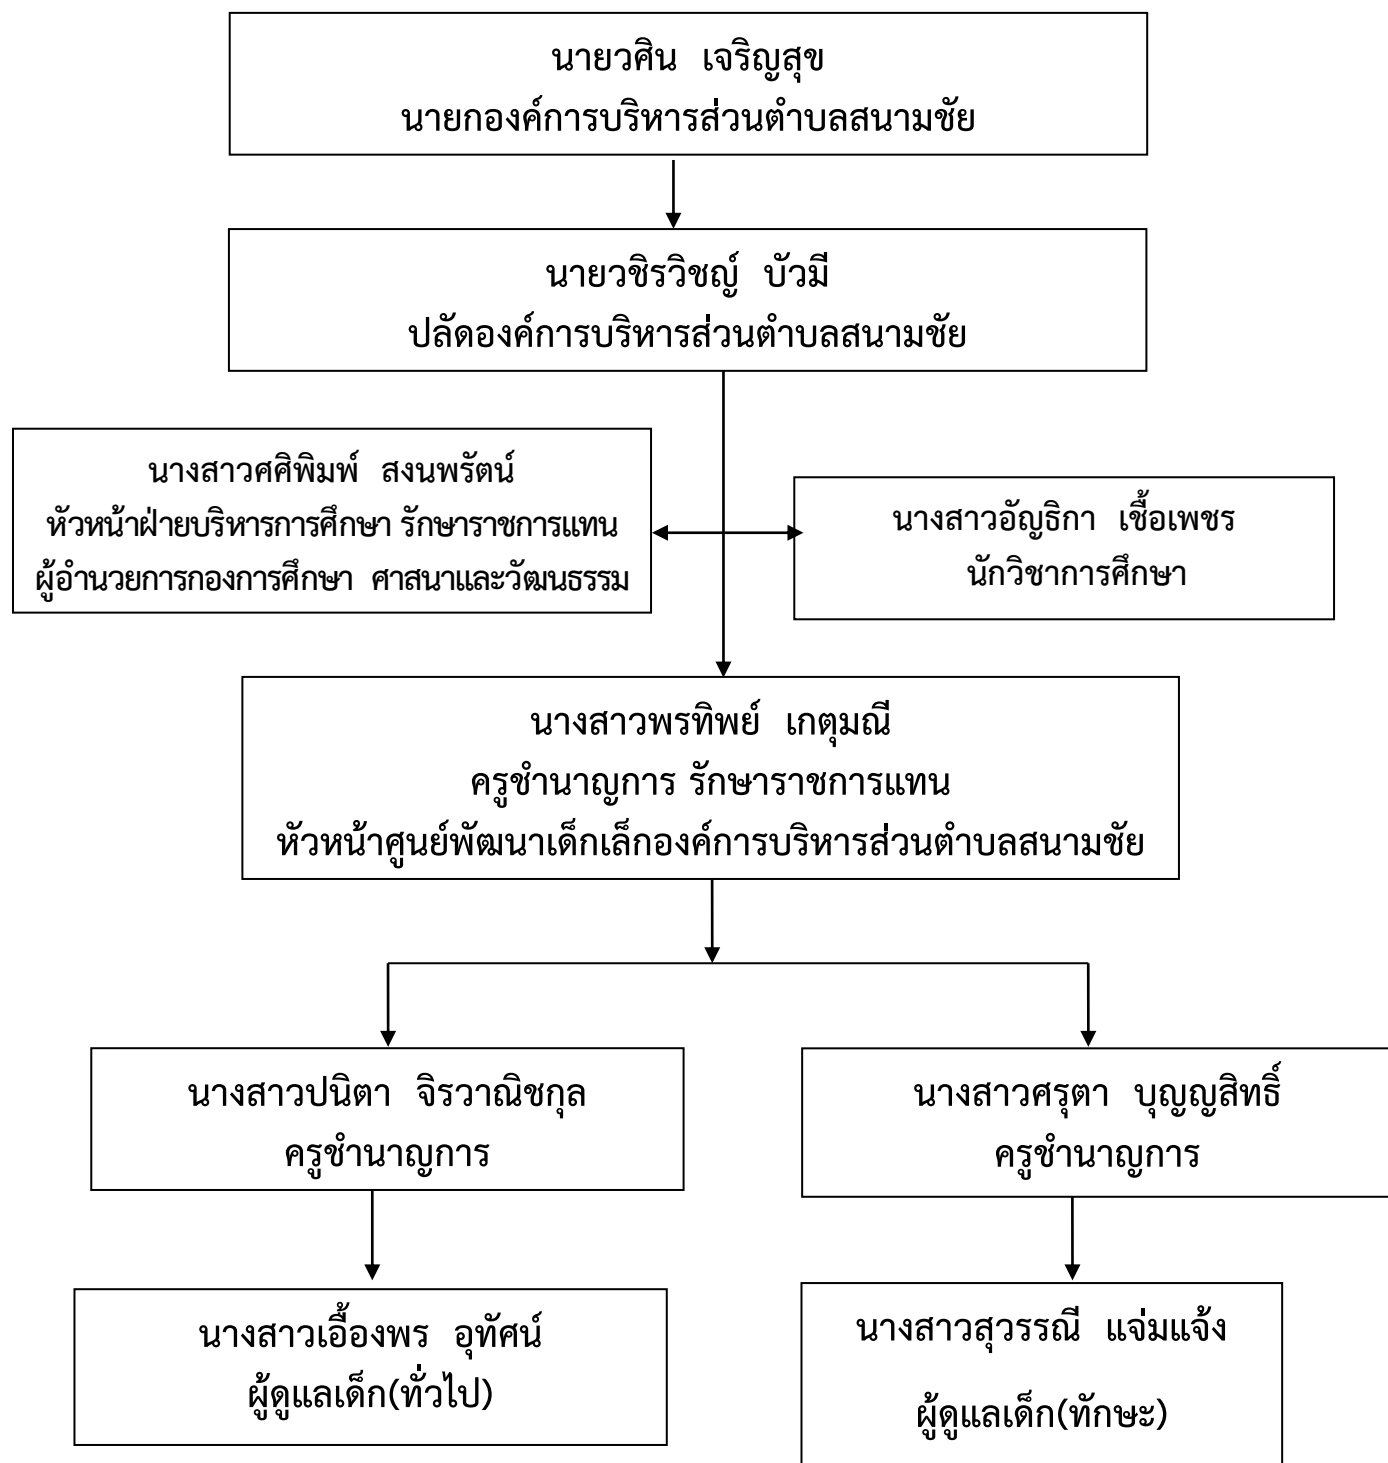 นายวศิน เจริญสุข
นายกองค์การบริหารส่วนตำบลสนามชัย
นายวชิรวิชญ์ บัวมี
ปลัดองค์การบริหารส่วนตำบลสนามชัย
นางสาวศศิพิมพ์ สงนพรัตน์
หัวหน้าฝ่ายบริหารการศึกษา รักษาราชการแทน
ผู้อำนวยการกองการศึกษา ศาสนาและวัฒนธรรม
นางสาวอัญธิกา เชื้อเพชร
นักวิชาการศึกษา
นางสาวพรทิพย์ เกตุมณี
ครูชำนาญการ รักษาราชการแทน
หัวหน้าศูนย์พัฒนาเด็กเล็กองค์การบริหารส่วนตำบลสนามชัย
นางสาวปนิตา จิรวาณิชกุล
ครูชำนาญการ
นางสาวศรุตา บุญญสิทธิ์
ครูชำนาญการ
นางสาวเอื้องพร อุทัศน์
ผู้ดูแลเด็ก(ทั่วไป)
นางสาวสุวรรณี แจ่มแจ้ง
ผู้ดูแลเด็ก(ทักษะ)